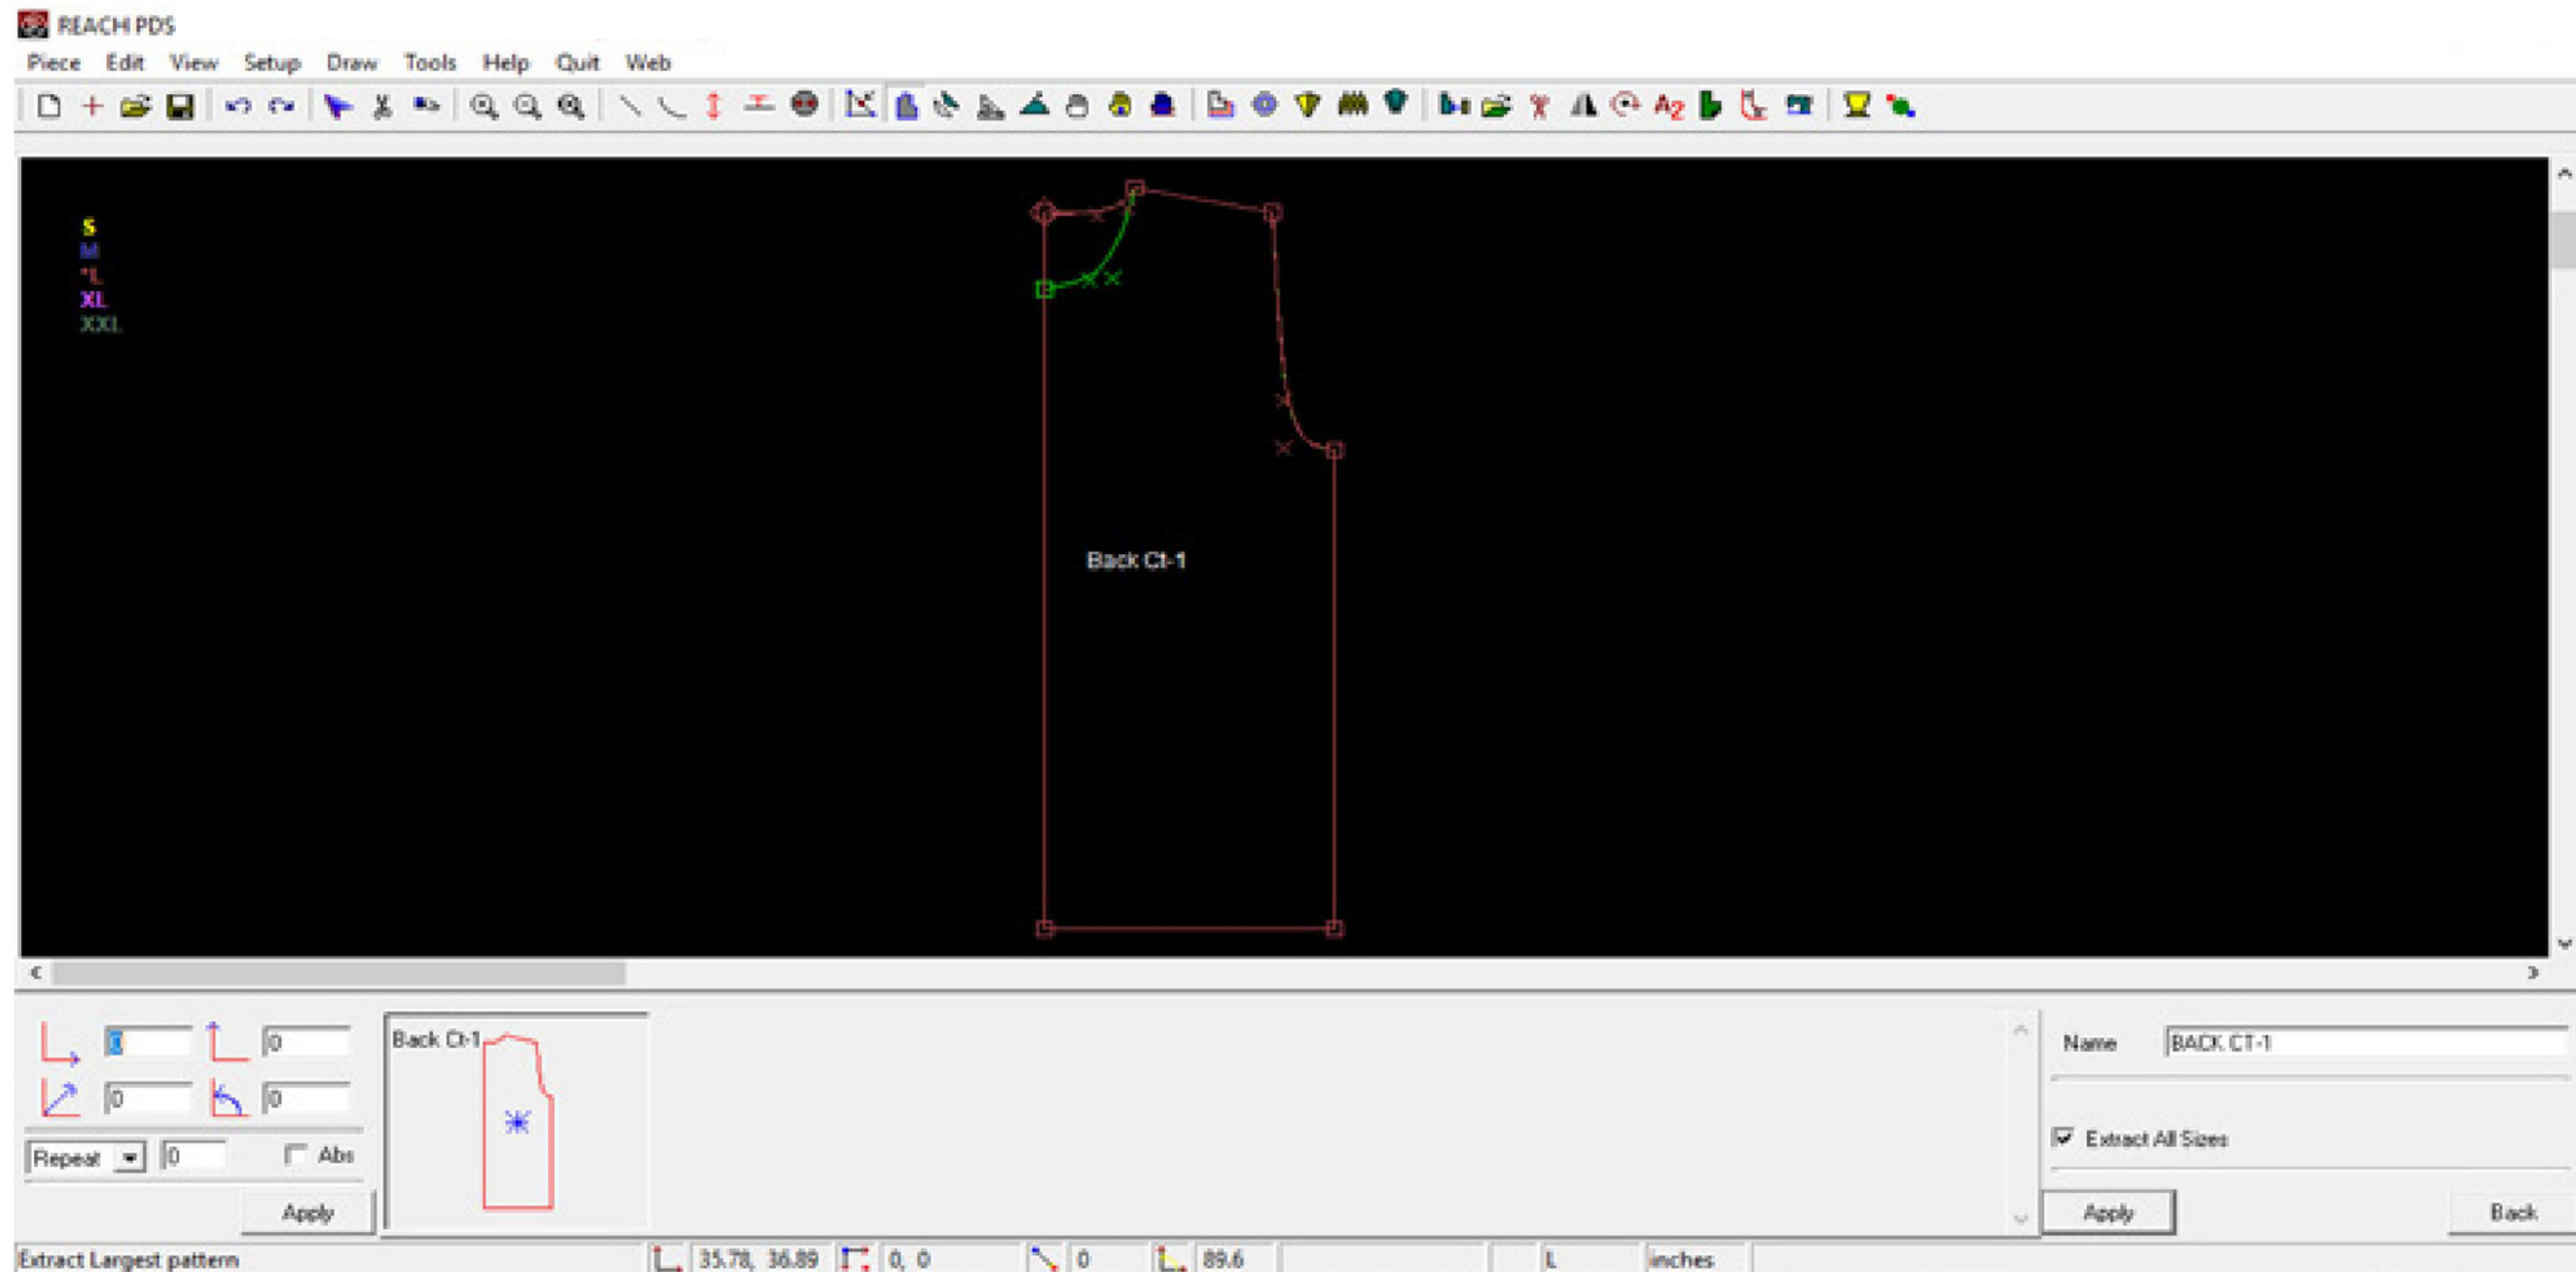 REACH PDS
Piece Edit View Setup Draw Tools Help Quit Web
S
M
*L
XL
XXL
Back Ct-1
Back Ct-1
0 0
0 0
Repeat 0 Abs
Apply
Name BACK CT-1
Extract All Sizes
Apply Back
Extract Largest pattern 35.78, 36.89 0, 0 0 89.6 L inches